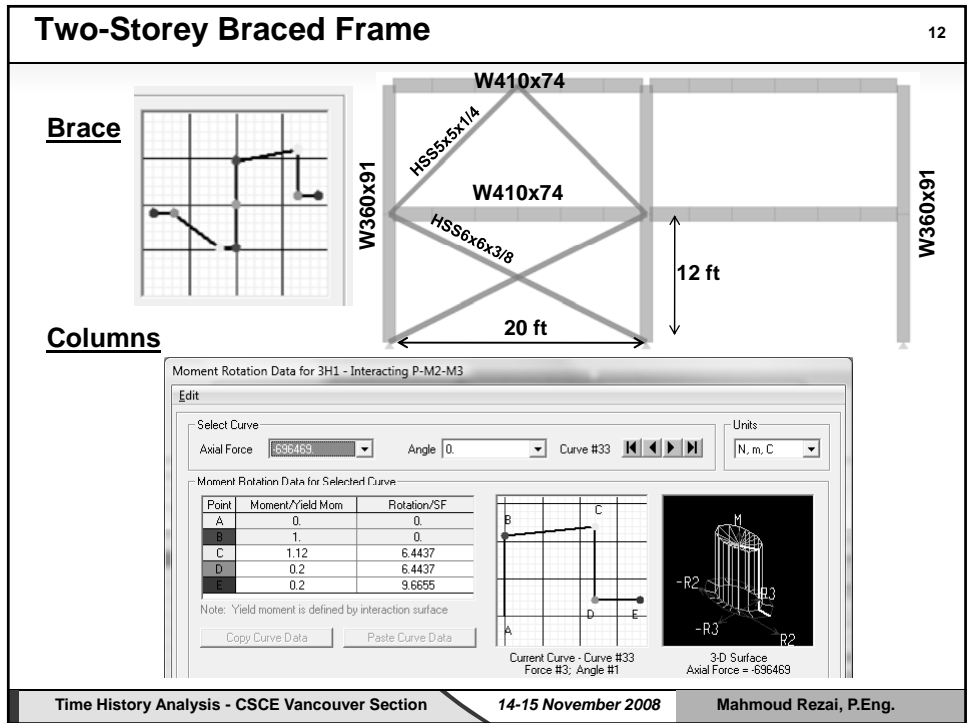 Two-Storey Braced Frame
12
Brace
W410x74
HSS5x5x1/4
W360x91
W410x74
W360x91
HSS6x6x3/8
12 ft
20 ft
Columns
Moment Rotation Data for 3H1 - Interacting P-M2-M3
Edit
Select Curve
Units
Axial Force -696469. Angle 0. Curve #33 N, m, C
Moment Rotation Data for Selected Curve
Point Moment/Yield Mom Rotation/SF
A 0. 0.
B 1. 0.
C 1.12 6.4437
D 0.2 6.4437
E 0.2 9.6655
Note: Yield moment is defined by interaction surface
Copy Curve Data Paste Curve Data
B
C
D
E
A
M
-R2
R3
-R3
R2
Current Curve - Curve #33
Force #3; Angle #1
3-D Surface
Axial Force = -696469
Time History Analysis - CSCE Vancouver Section 14-15 November 2008 Mahmoud Rezai, P.Eng.